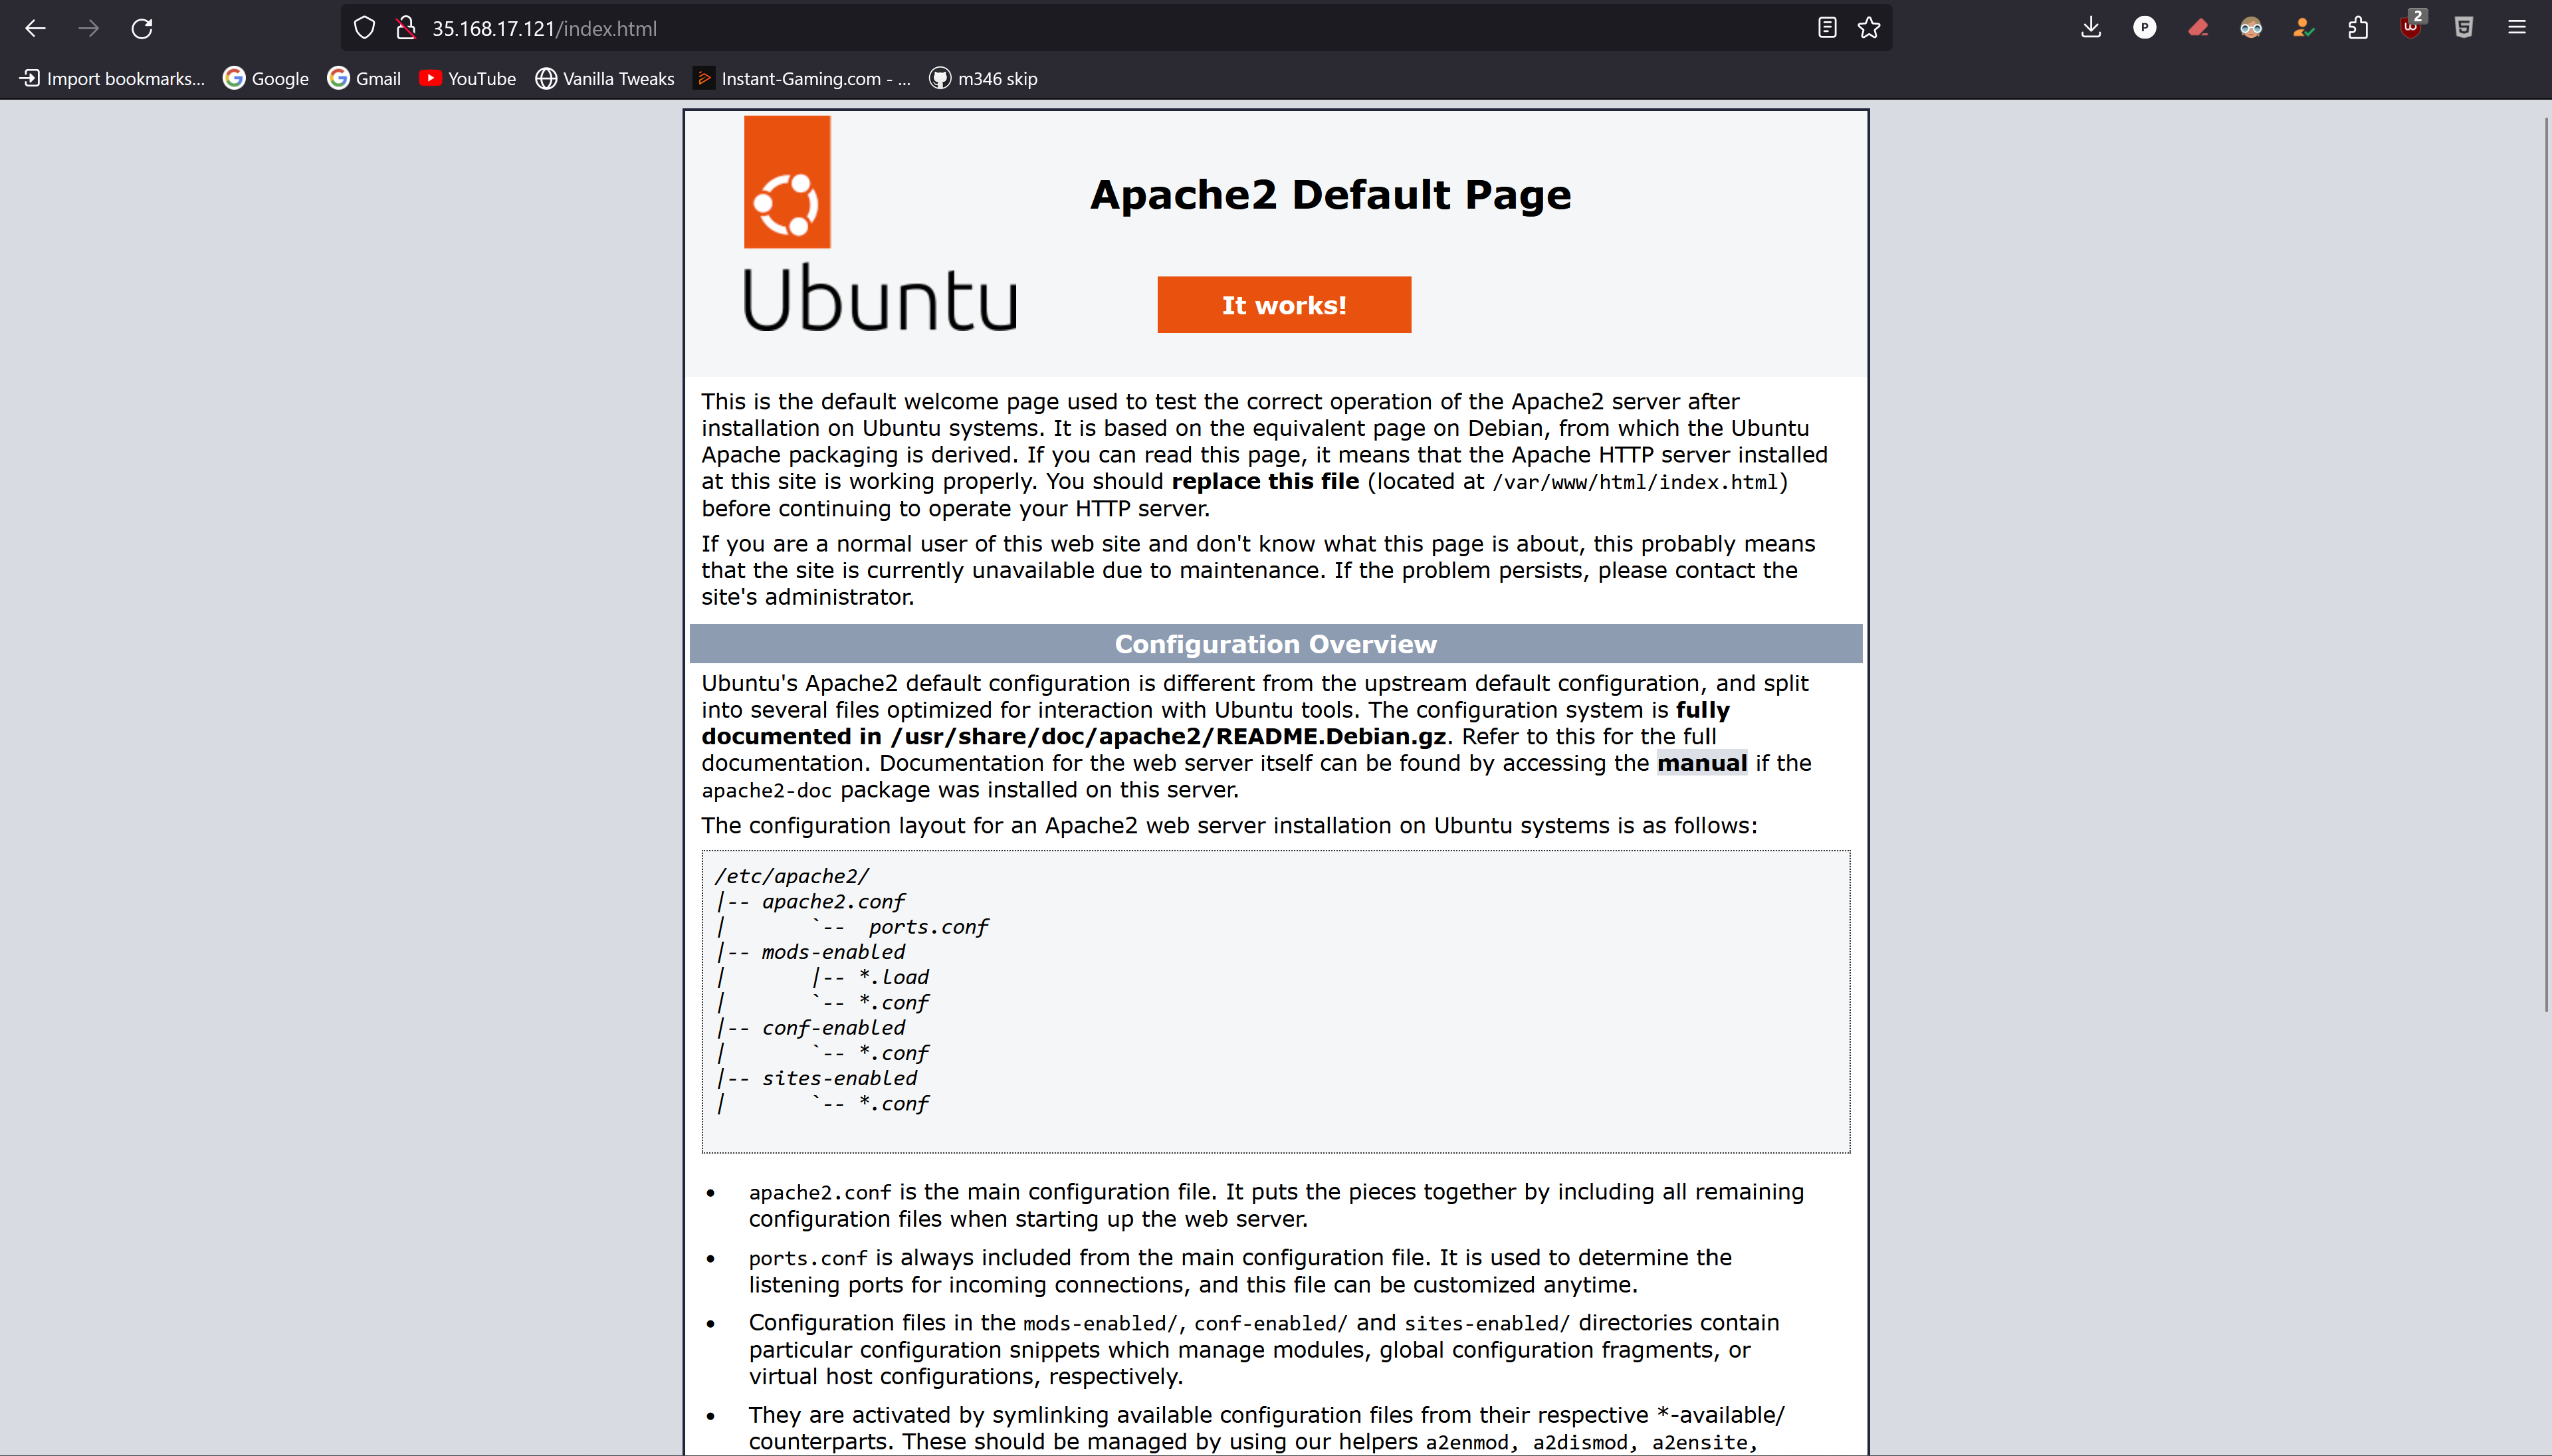 35.168.17.121/index.html
Import bookmarks... Google Gmail YouTube Vanilla Tweaks Instant-Gaming.com - ... m346 skip
P
2
5
Ubuntu
Apache2 Default Page
It works!
This is the default welcome page used to test the correct operation of the Apache2 server after
installation on Ubuntu systems. It is based on the equivalent page on Debian, from which the Ubuntu
Apache packaging is derived. If you can read this page, it means that the Apache HTTP server installed
at this site is working properly. You should replace this file (located at /var/www/html/index.html)
before continuing to operate your HTTP server.
If you are a normal user of this web site and don't know what this page is about, this probably means
that the site is currently unavailable due to maintenance. If the problem persists, please contact the
site's administrator.
Configuration Overview
Ubuntu's Apache2 default configuration is different from the upstream default configuration, and split
into several files optimized for interaction with Ubuntu tools. The configuration system is fully
documented in /usr/share/doc/apache2/README.Debian.gz. Refer to this for the full
documentation. Documentation for the web server itself can be found by accessing the manual if the
apache2-doc package was installed on this server.
The configuration layout for an Apache2 web server installation on Ubuntu systems is as follows:
/etc/apache2/
|-- apache2.conf
|       `--  ports.conf
|-- mods-enabled
|       |-- *.load
|       `-- *.conf
|-- conf-enabled
|       `-- *.conf
|-- sites-enabled
|       `-- *.conf
• apache2.conf is the main configuration file. It puts the pieces together by including all remaining
configuration files when starting up the web server.
• ports.conf is always included from the main configuration file. It is used to determine the
listening ports for incoming connections, and this file can be customized anytime.
• Configuration files in the mods-enabled/, conf-enabled/ and sites-enabled/ directories contain
particular configuration snippets which manage modules, global configuration fragments, or
virtual host configurations, respectively.
• They are activated by symlinking available configuration files from their respective *-available/
counterparts. These should be managed by using our helpers a2enmod, a2dismod, a2ensite,